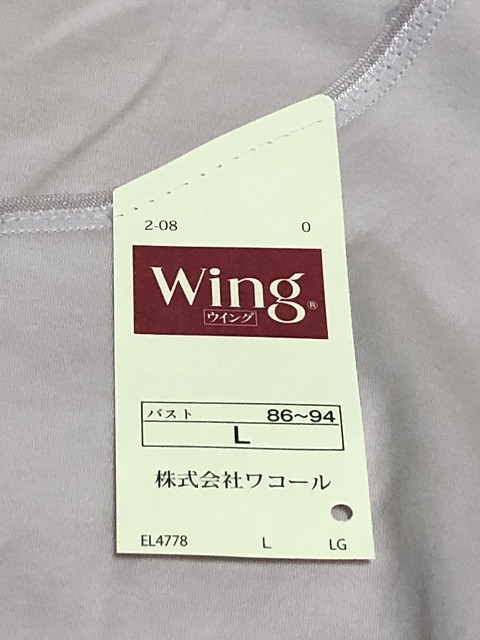 2-08 0
Wing®
ウイング
バスト 86～94
L
株式会社ワコール
EL4778 L LG